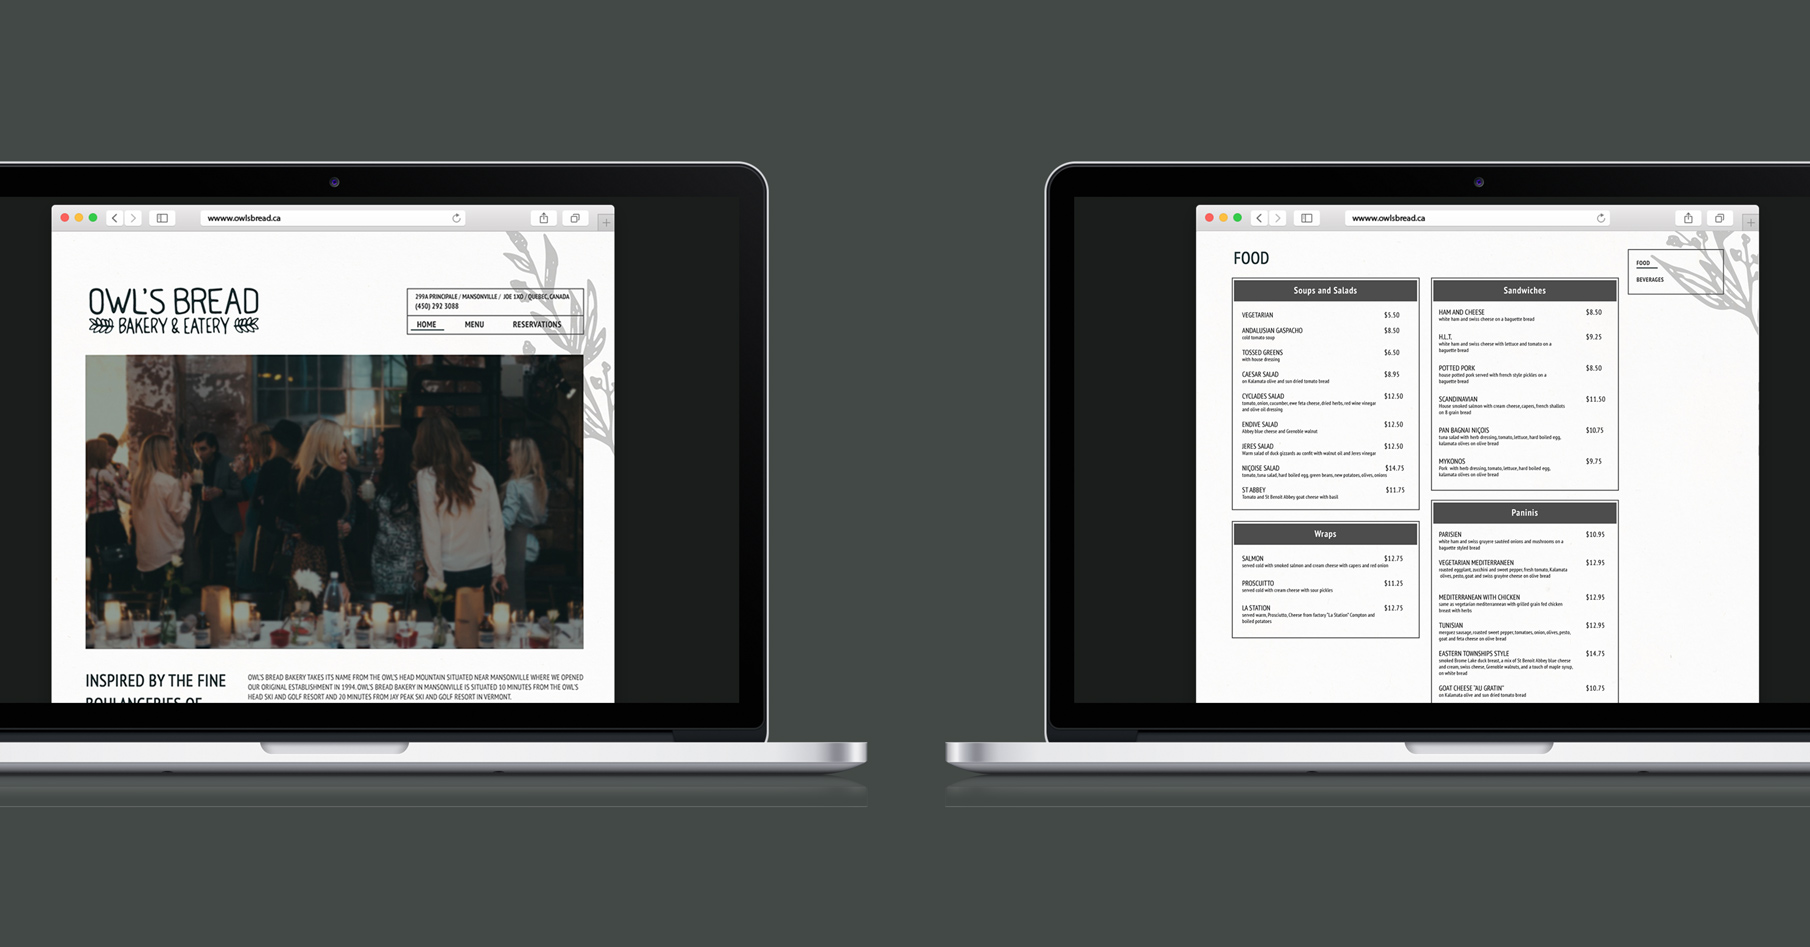 wwww.owlsbread.ca
OWL'S BREAD
BAKERY & EATERY
299A PRINCIPALE / MANSONVILLE / JOE 1XO / QUEBEC, CANADA
(450) 292 3088
HOME MENU RESERVATIONS
INSPIRED BY THE FINE
BOULANGERIES OF
OWL'S BREAD BAKERY TAKES ITS NAME FROM THE OWL'S HEAD MOUNTAIN SITUATED NEAR MANSONVILLE WHERE WE OPENED
OUR ORIGINAL ESTABLISHMENT IN 1994. OWL'S BREAD BAKERY IN MANSONVILLE IS SITUATED 10 MINUTES FROM THE OWL'S
HEAD SKI AND GOLF RESORT AND 20 MINUTES FROM JAY PEAK SKI AND GOLF RESORT IN VERMONT.
wwww.owlsbread.ca
FOOD
FOOD
BEVERAGES
Soups and Salads
VEGETARIAN $5.50
ANDALUSIAN GASPACHO $8.50
cold tomato soup
TOSSED GREENS $6.50
with house dressing
CAESAR SALAD $8.95
on Kalamata olive and sun dried tomato bread
CYCLADES SALAD $12.50
tomato, onion, cucumber, ewe feta cheese, dried herbs, red wine vinegar
and olive oil dressing
ENDIVE SALAD $12.50
Abbey blue cheese and Grenoble walnut
JERES SALAD $12.50
Warm salad of duck gizzards au confit with walnut oil and Jeres vinegar
NIÇOISE SALAD $14.75
tomato, tuna salad, hard boiled egg, green beans, new potatoes, olives, onions
ST ABBEY $11.75
Tomato and St Benoit Abbey goat cheese with basil
Wraps
SALMON $12.75
served cold with smoked salmon and cream cheese with capers and red onion
PROSCUITTO $11.25
served cold with cream cheese with sour pickles
LA STATION $12.75
served warm, Prosciutto, Cheese from factory "La Station" Compton and
boiled potatoes
Sandwiches
HAM AND CHEESE $8.50
white ham and swiss cheese on a baguette bread
H.L.T. $9.25
white ham and swiss cheese with lettuce and tomato on a
baguette bread
POTTED PORK $8.50
house potted pork served with french style pickles on a
baguette bread
SCANDINAVIAN $11.50
House smoked salmon with cream cheese, capers, french shallots
on 8 grain bread
PAN BAGNAI NIÇOIS $10.75
tuna salad with herb dressing, tomato, lettuce, hard boiled egg,
kalamata olives on olive bread
MYKONOS $9.75
Pork with herb dressing, tomato, lettuce, hard boiled egg,
kalamata olives on olive bread
Paninis
PARISIEN $10.95
white ham and swiss gruyere sautéed onions and mushrooms on a
baguette styled bread
VEGETARIAN MEDITERRANEEN $12.95
roasted eggplant, zucchini and sweet pepper, fresh tomato, Kalamata
olives, pesto, goat and swiss gruyère cheese on olive bread
MEDITERRANEAN WITH CHICKEN $12.95
same as vegetarian mediterranean with grilled grain fed chicken
bread with herbs
TUNISIAN $12.95
merguez sausage, roasted sweet pepper, tomatoes, onion, olives, pesto,
goat and feta cheese on olive bread
EASTERN TOWNSHIPS STYLE $14.75
smoked Brome Lake duck breast, a mix of St Benoit Abbey blue cheese
and cream, swiss cheese, Grenoble walnuts, and a touch of maple syrup,
on white bread
GOAT CHEESE "AU GRATIN" $10.75
on Kalamata olive and sun dried tomato bread